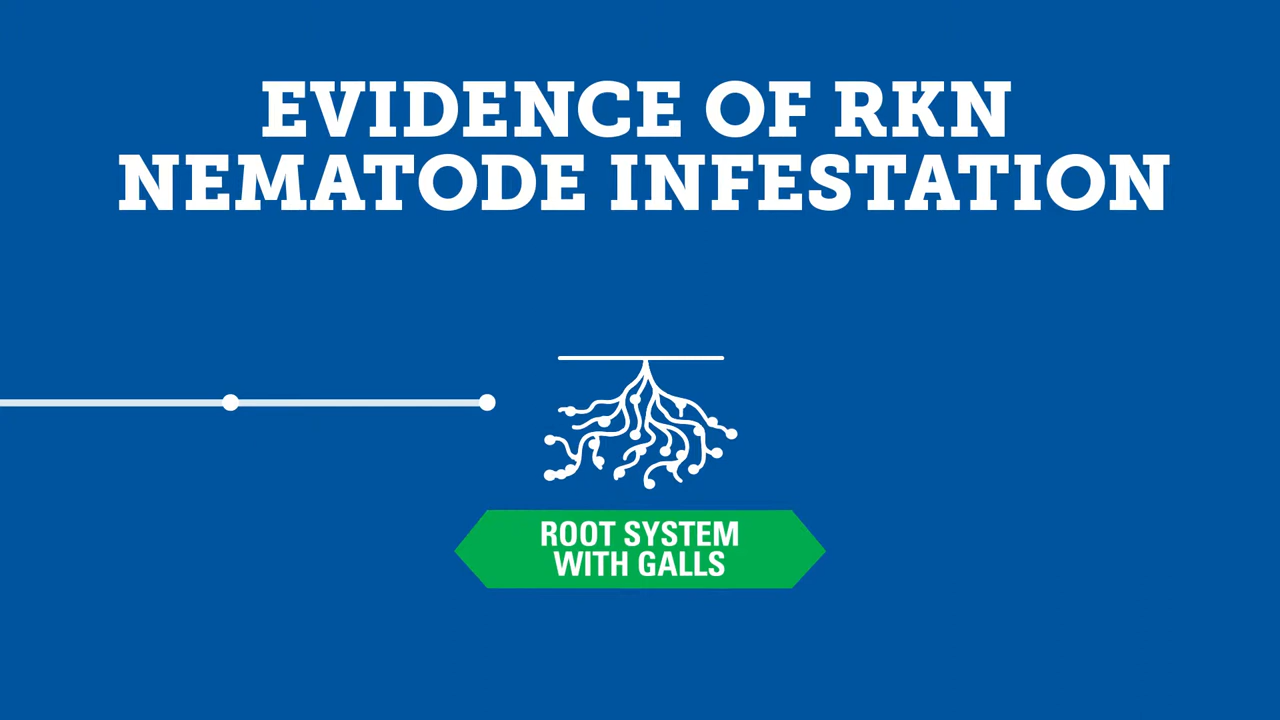 EVIDENCE OF RKN
NEMATODE INFESTATION
ROOT SYSTEM
WITH GALLS